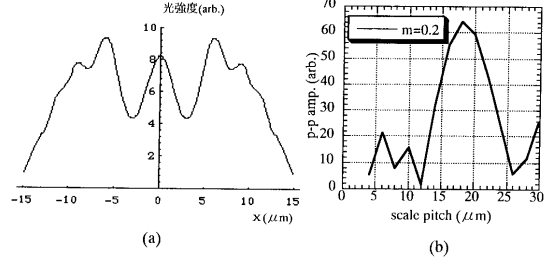 光強度(arb.)
10
8
6
4
2
-15 -10 -5 0 5 10 15
x(μm)
(a)
70
60
50
40
30
20
10
0
m=0.2
p-p amp. (arb.)
0 5 10 15 20 25 30
scale pitch (μm)
(b)